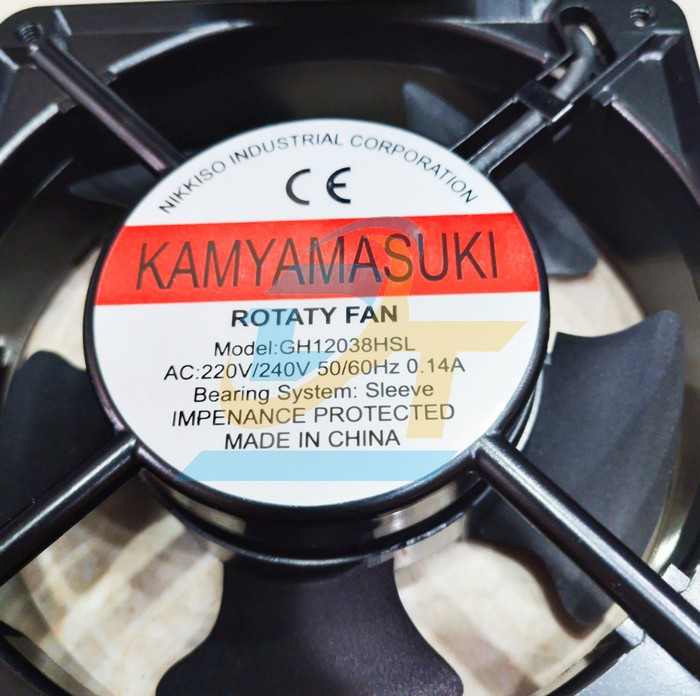 NIKKISO INDUSTRIAL CORPORATION
CE
KAMYAMASUKI
ROTATY FAN
Model:GH12038HSL
AC:220V/240V 50/60Hz 0.14A
Bearing System: Sleeve
IMPENANCE PROTECTED
MADE IN CHINA